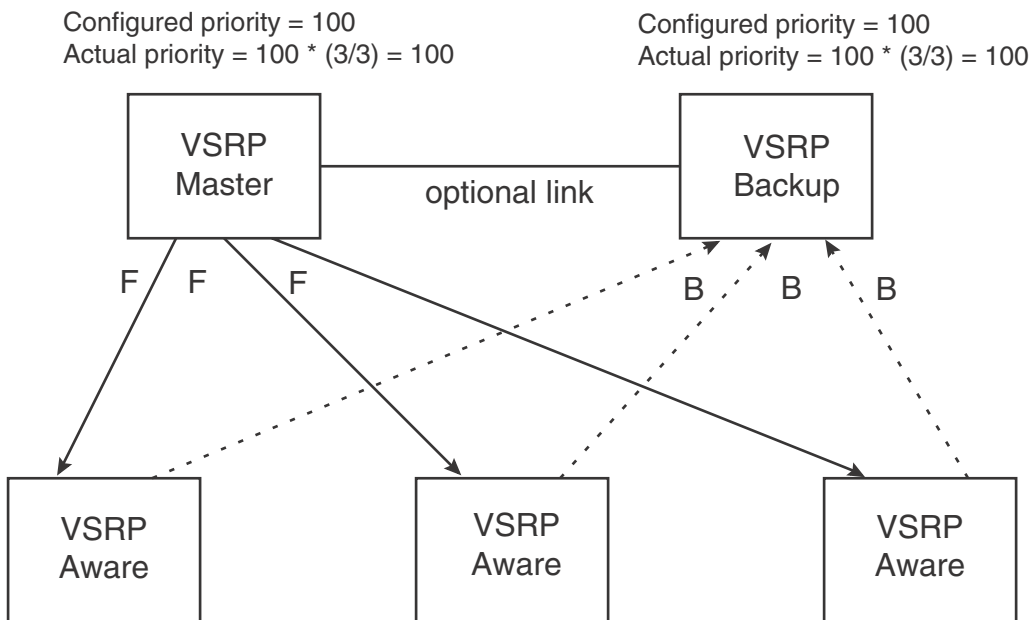 Configured priority = 100
Actual priority = 100 * (3/3) = 100
Configured priority = 100
Actual priority = 100 * (3/3) = 100
VSRP
Master
optional link
VSRP
Backup
F
F
F
B
B
B
VSRP
Aware
VSRP
Aware
VSRP
Aware